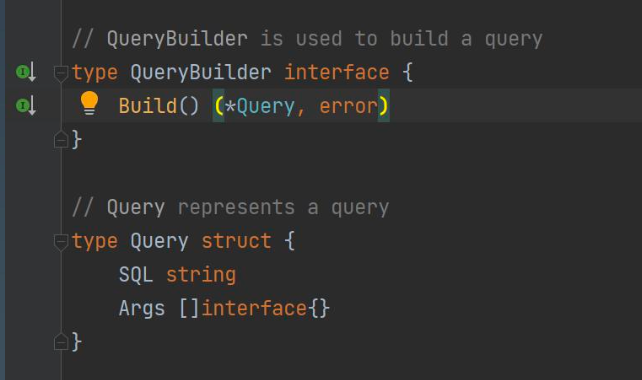 // QueryBuilder is used to build a query
type QueryBuilder interface {
Build() (*Query, error)
}
// Query represents a query
type Query struct {
SQL string
Args []interface{}
}